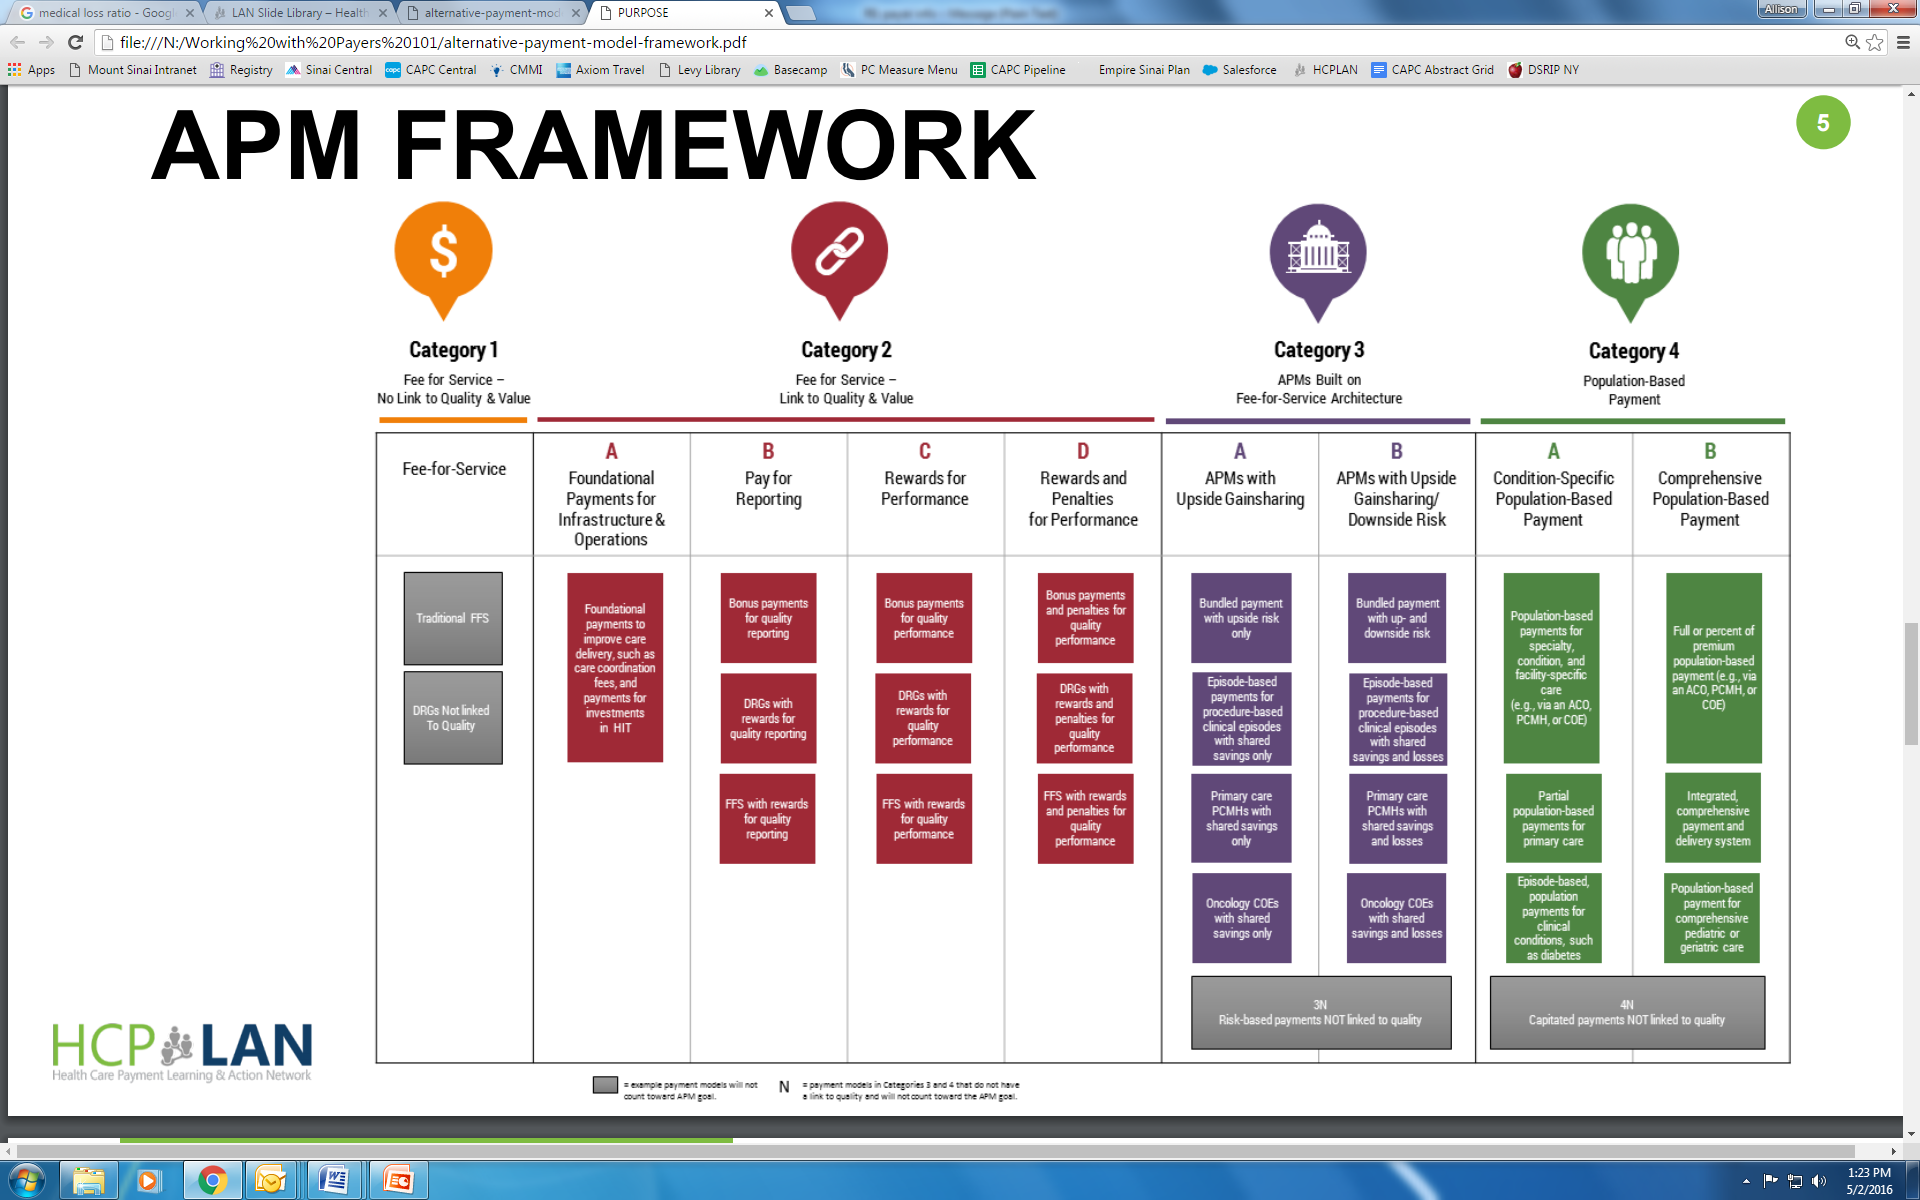 medical loss ratio - Goog
LAN Slide Library – Health
alternative-payment-mod
PURPOSE
Allison
file:///N:/Working%20with%20Payers%20101/alternative-payment-model-framework.pdf
Apps
Mount Sinai Intranet
Registry
Sinai Central
CAPC Central
CMMI
Axiom Travel
Levy Library
Basecamp
PC Measure Menu
CAPC Pipeline
Empire Sinai Plan
Salesforce
HCPLAN
CAPC Abstract Grid
DSRIP NY
APM FRAMEWORK
5
$
Category 1
Fee for Service –
No Link to Quality & Value
Category 2
Fee for Service –
Link to Quality & Value
Category 3
APMs Built on
Fee-for-Service Architecture
Category 4
Population-Based
Payment
Fee-for-Service
A
Foundational
Payments for
Infrastructure &
Operations
B
Pay for
Reporting
C
Rewards for
Performance
D
Rewards and
Penalties
for Performance
A
APMs with
Upside Gainsharing
B
APMs with Upside
Gainsharing/
Downside Risk
A
Condition-Specific
Population-Based
Payment
B
Comprehensive
Population-Based
Payment
Traditional FFS
DRGs Not linked
To Quality
Foundational
payments to
improve care
delivery, such as
care coordination
fees, and
payments for
investments
in HIT
Bonus payments
for quality
reporting
DRGs with
rewards for
quality reporting
FFS with rewards
for quality
reporting
Bonus payments
for quality
performance
DRGs with
rewards for
quality
performance
FFS with rewards
for quality
performance
Bonus payments
and penalties for
quality
performance
DRGs with
rewards and
penalties for
quality
performance
FFS with rewards
and penalties for
quality
performance
Bundled payment
with upside risk
only
Episode-based
payments for
procedure-based
clinical episodes
with shared
savings only
Primary care
PCMHs with
shared savings
only
Oncology COEs
with shared
savings only
Bundled payment
with up- and
downside risk
Episode-based
payments for
procedure-based
clinical episodes
with shared
savings and losses
Primary care
PCMHs with
shared savings
and losses
Oncology COEs
with shared
savings and losses
3N
Risk-based payments NOT linked to quality
Population-based
payments for
specialty,
condition, and
facility-specific
care
(e.g., via an ACO,
PCMH, or COE)
Partial
population-based
payments for
primary care
Episode-based,
population
payments for
clinical
conditions, such
as diabetes
Full or percent of
premium
population-based
payment (e.g., via
an ACO, PCMH, or
COE)
Integrated,
comprehensive
payment and
delivery system
Population-based
payment for
comprehensive
pediatric or
geriatric care
4N
Capitated payments NOT linked to quality
HCP LAN
Health Care Payment Learning & Action Network
= example payment models will not
count toward APM goal.
N
= payment models in Categories 3 and 4 that do not have
a link to quality and will not count toward the APM goal.
1:23 PM
5/2/2016